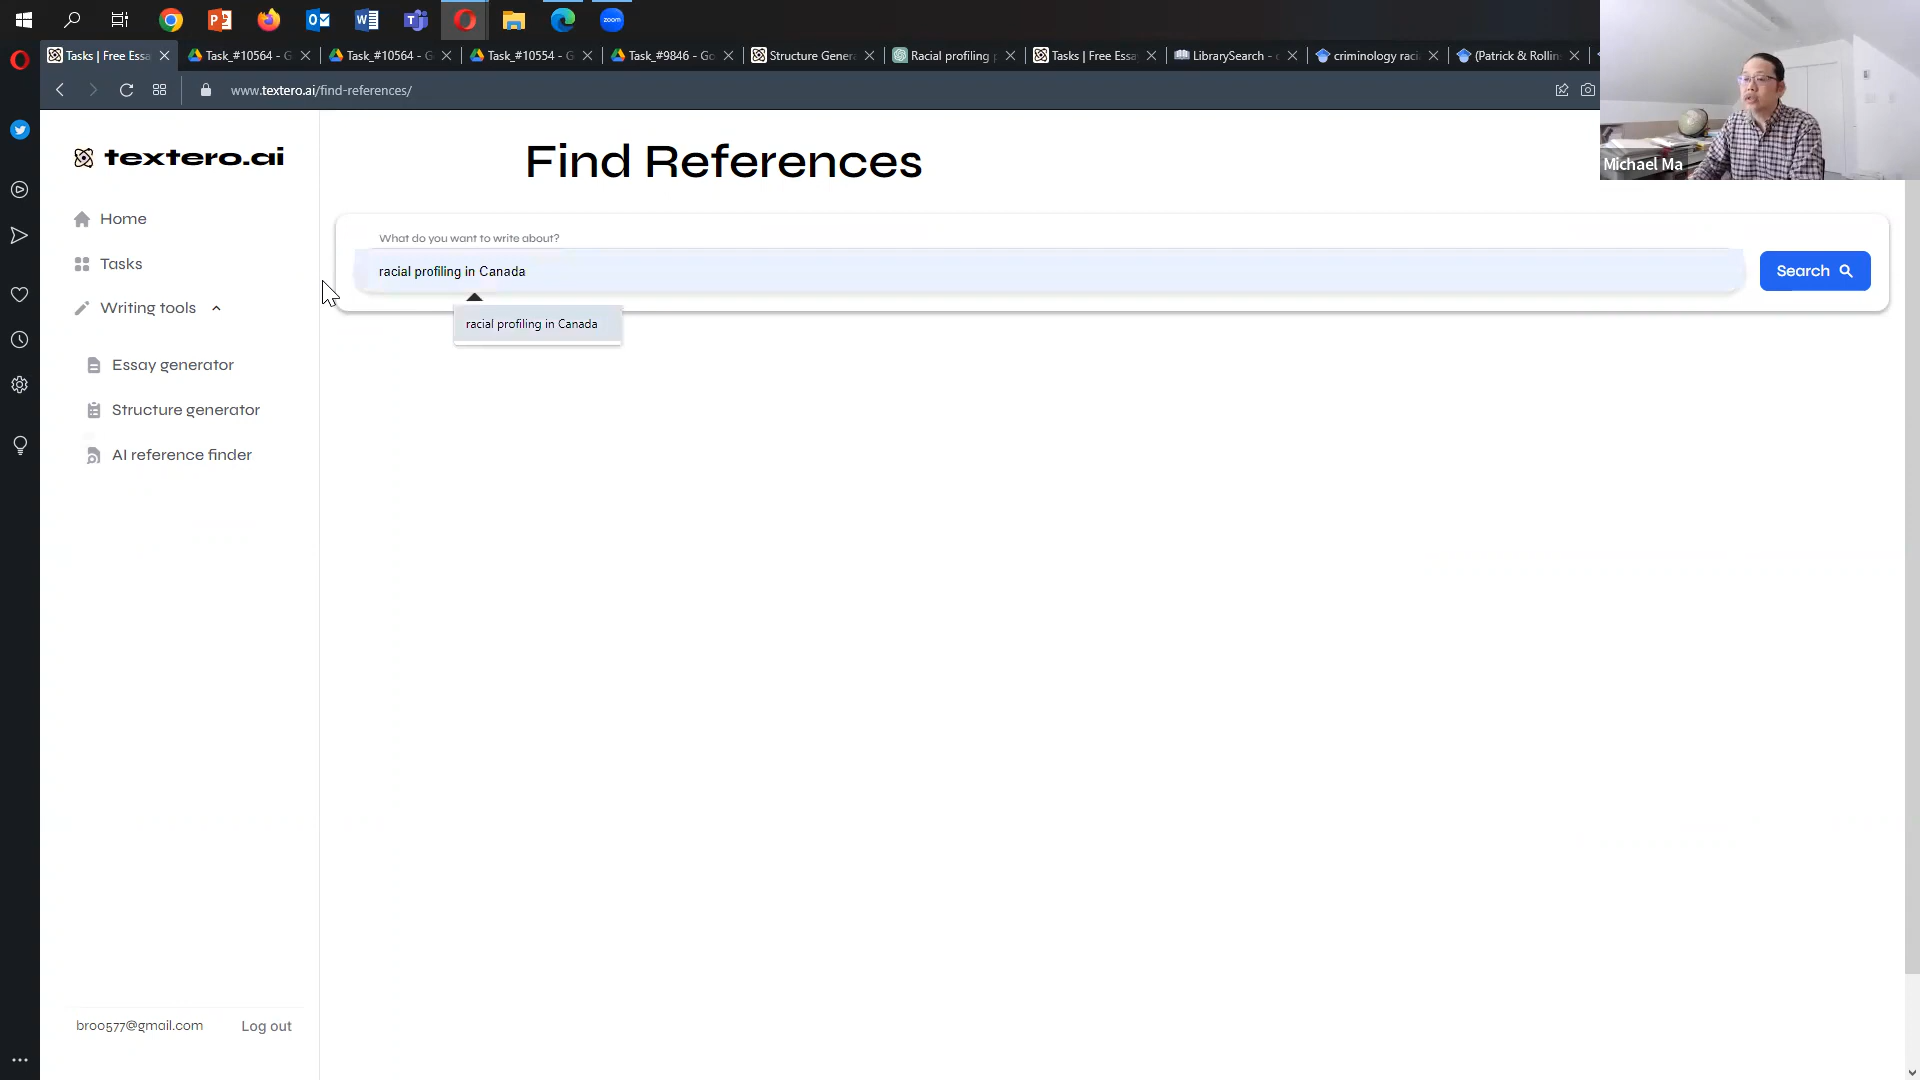 Tasks | Free Essa
Task_#10564 - G
Task_#10564 - G
Task_#10554 - G
Task_#9846 - Go
Structure Gener
Racial profiling
Tasks | Free Essa
LibrarySearch -
criminology raci
(Patrick & Rollin
www.textero.ai/find-references/
Michael Ma
textero.ai
Home
Tasks
Writing tools
Essay generator
Structure generator
AI reference finder
Find References
What do you want to write about?
racial profiling in Canada
Search
racial profiling in Canada
broo577@gmail.com
Log out
zoom